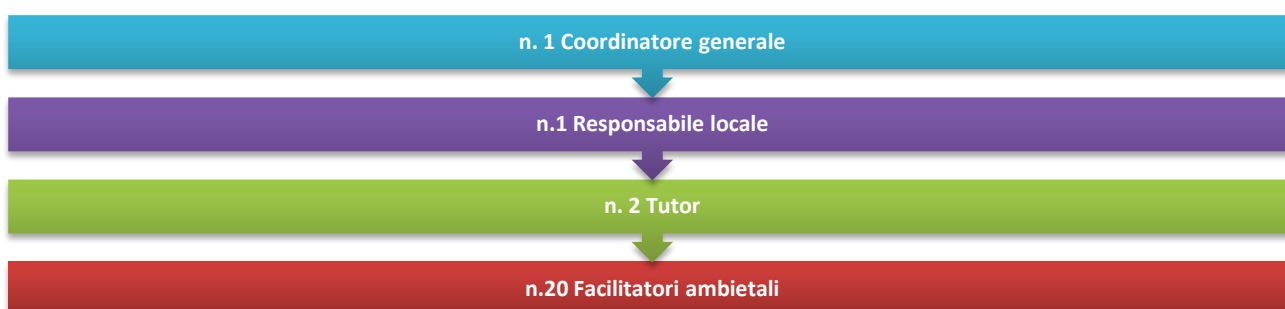 n. 1 Coordinatore generale
n.1 Responsabile locale
n. 2 Tutor
n.20 Facilitatori ambietali